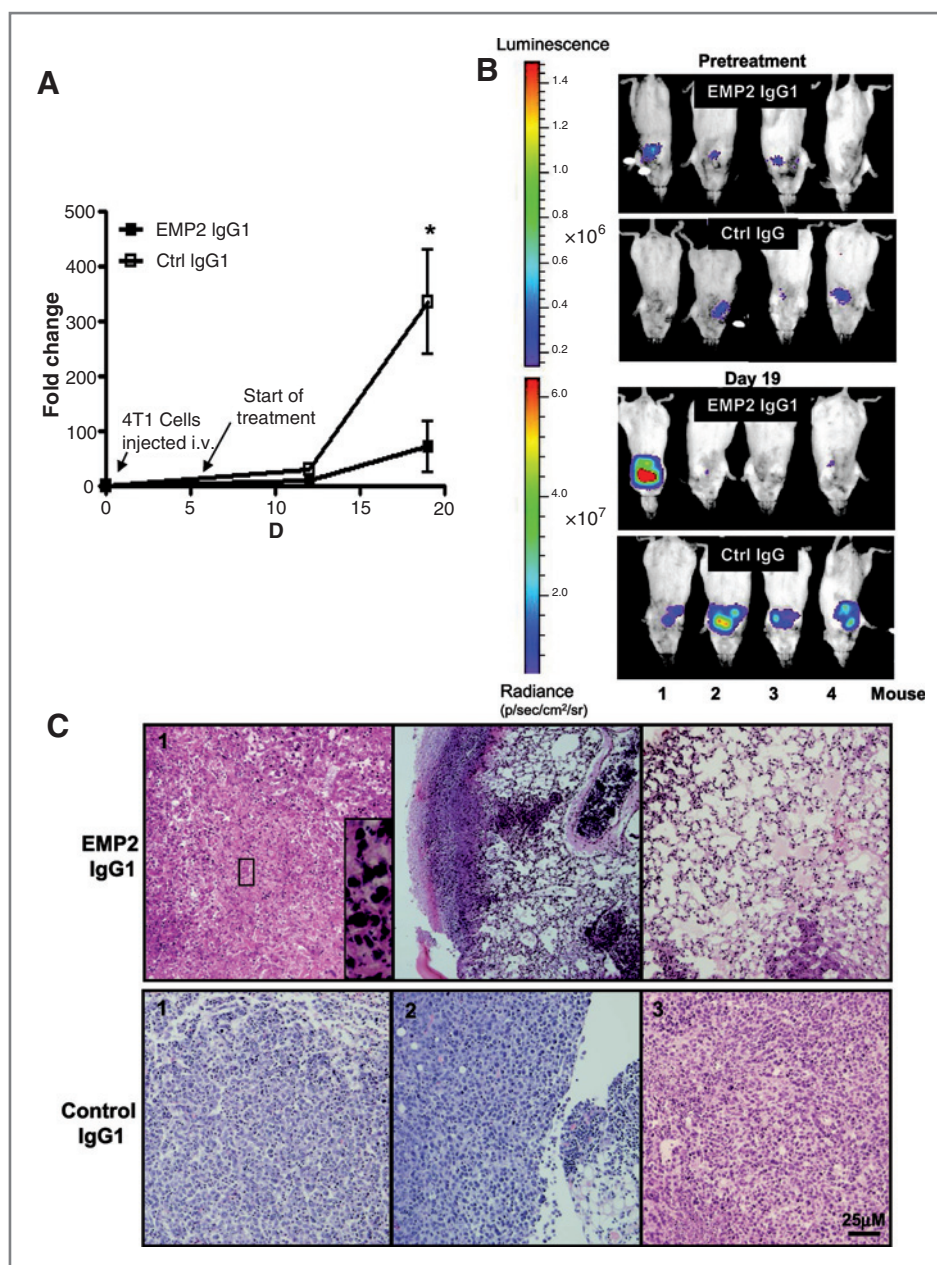 A
500
400
300
200
100
0
Fold change
EMP2 IgG1
Ctrl IgG1
*
4T1 Cells
injected i.v.
Start of
treatment
0
5
10
15
20
D
B
Luminescence
1.4
1.2
1.0
0.8
×10⁶
0.6
0.4
0.2
6.0
4.0
×10⁷
2.0
Radiance
(p/sec/cm²/sr)
Pretreatment
EMP2 IgG1
Ctrl IgG
Day 19
EMP2 IgG1
Ctrl IgG
1 2 3 4 Mouse
C
EMP2
IgG1
1
Control
IgG1
1
2
3
25μM